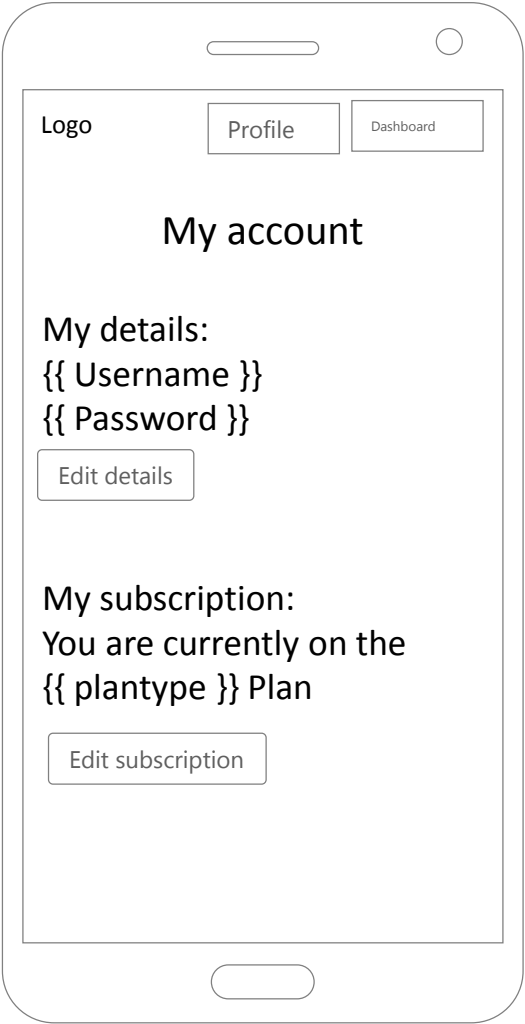 Logo
Profile
Dashboard
My account
My details:
{{ Username }}
{{ Password }}
Edit details
My subscription:
You are currently on the
{{ plantype }} Plan
Edit subscription